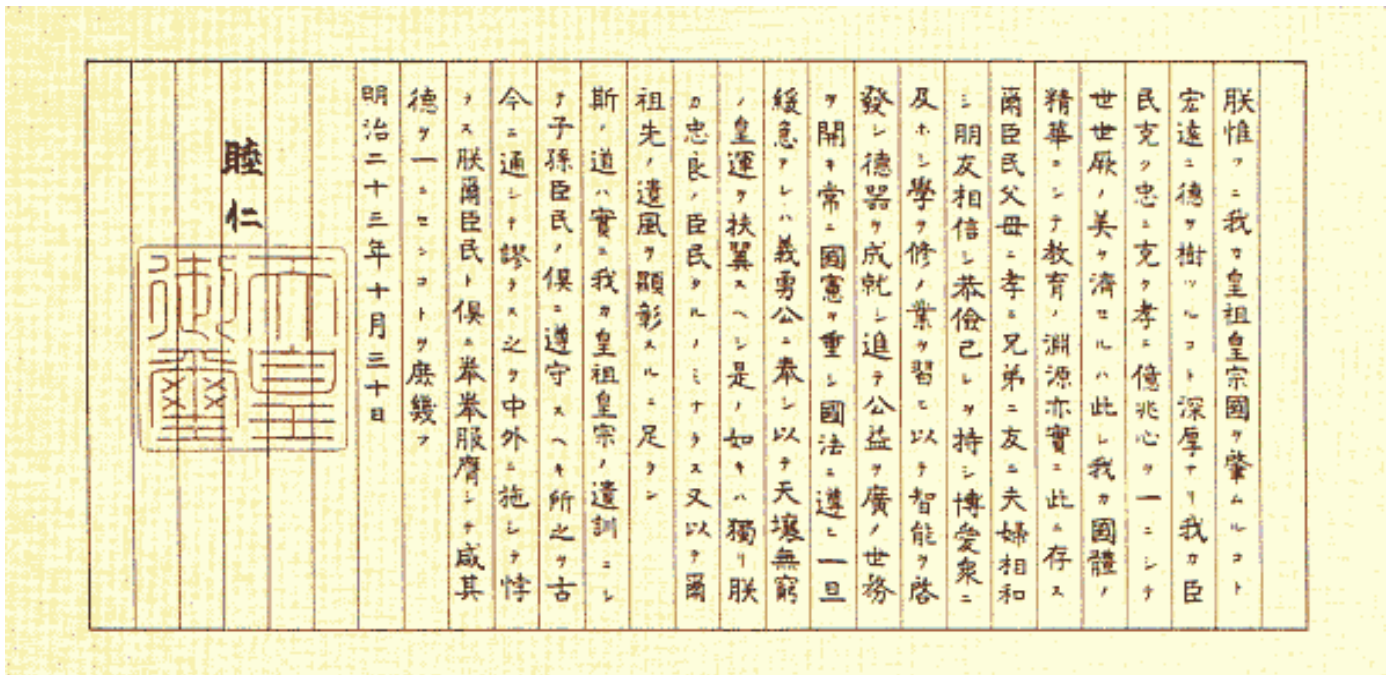 朕惟フニ我カ皇祖皇宗國ヲ肇ムルコト
宏遠ニ德ヲ樹ツルコト深厚ナリ我カ臣
民克ク忠ニ克ク孝ニ億兆心ヲ一ニシテ
世世厥ノ美ヲ濟セルハ此レ我カ國體ノ
精華ニシテ教育ノ淵源亦實ニ此ニ存ス
爾臣民父母ニ孝ニ兄弟ニ友ニ夫婦相和
シ朋友相信シ恭儉己レヲ持シ博愛衆ニ
及ホシ學ヲ修メ業ヲ習ヒ以テ智能ヲ啓
發シ德器ヲ成就シ進テ公益ヲ廣メ世務
ヲ開キ常ニ國憲ヲ重シ國法ニ遵ヒ一旦
緩急アレハ義勇公ニ奉シ以テ天壤無窮
ノ皇運ヲ扶翼スヘシ是ノ如キハ獨リ朕
カ忠良ノ臣民タルノミナラス又以テ爾
祖先ノ遺風ヲ顯彰スルニ足ラン
斯ノ道ハ實ニ我カ皇祖皇宗ノ遺訓ニシ
テ子孫臣民ノ俱ニ遵守スヘキ所之ヲ古
今ニ通シテ謬ラス之ヲ中外ニ施シテ悖
ラス朕爾臣民ト俱ニ拳拳服膺シテ咸其
德ヲ一ニセンコトヲ庶幾フ
明治二十三年十月三十日
睦仁
天皇
御璽